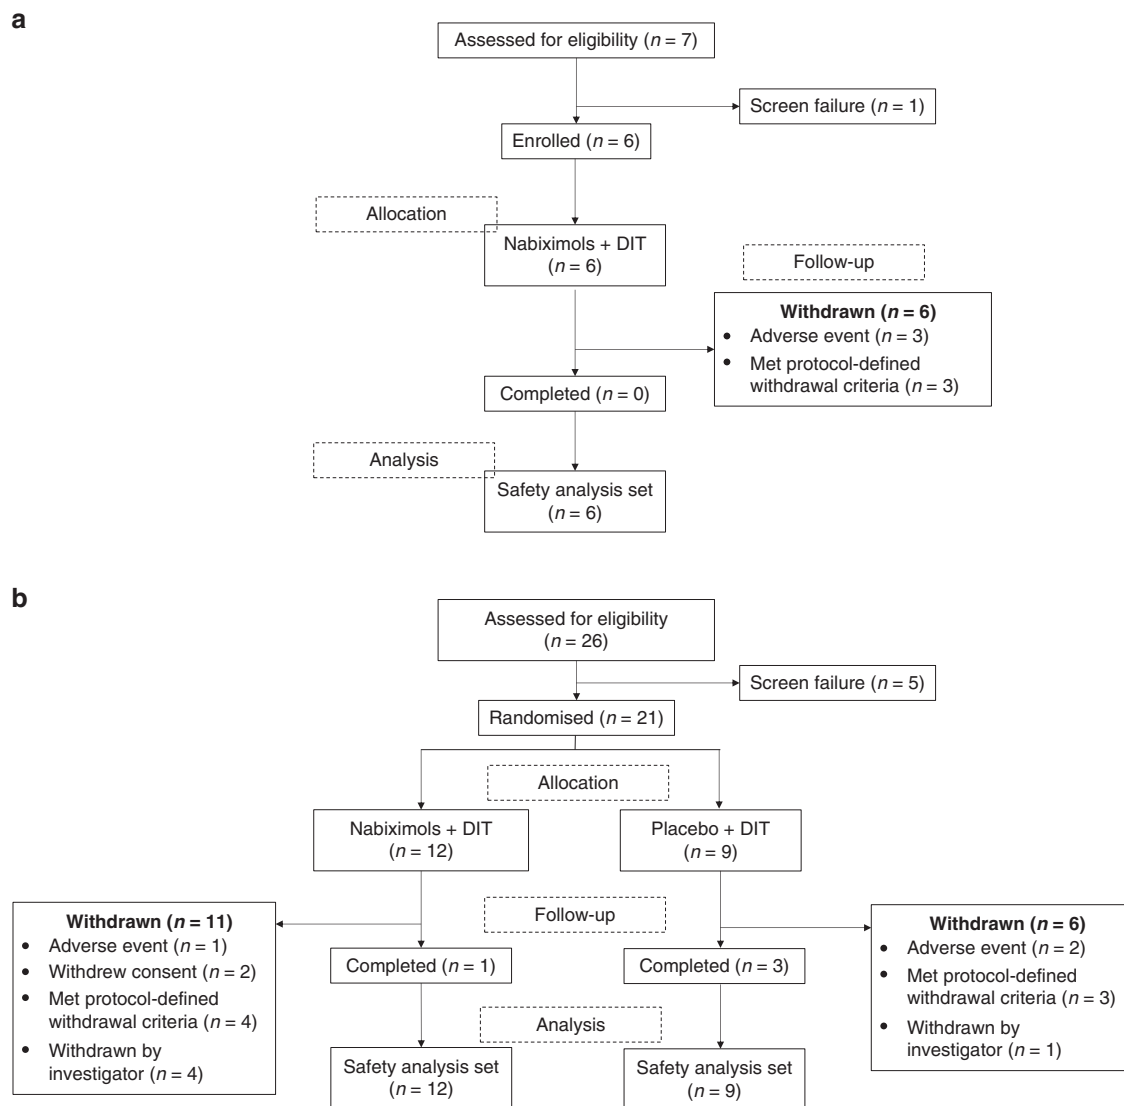 a
Assessed for eligibility (n = 7)
Screen failure (n = 1)
Enrolled (n = 6)
Allocation
Nabiximols + DIT
(n = 6)
Follow-up
Withdrawn (n = 6)
• Adverse event (n = 3)
• Met protocol-defined
withdrawal criteria (n = 3)
Completed (n = 0)
Analysis
Safety analysis set
(n = 6)
b
Assessed for eligibility
(n = 26)
Screen failure (n = 5)
Randomised (n = 21)
Allocation
Nabiximols + DIT
(n = 12)
Placebo + DIT
(n = 9)
Follow-up
Withdrawn (n = 11)
• Adverse event (n = 1)
• Withdrew consent (n = 2)
• Met protocol-defined
withdrawal criteria (n = 4)
• Withdrawn by
investigator (n = 4)
Withdrawn (n = 6)
• Adverse event (n = 2)
• Met protocol-defined
withdrawal criteria (n = 3)
• Withdrawn by
investigator (n = 1)
Completed (n = 1)
Completed (n = 3)
Analysis
Safety analysis set
(n = 12)
Safety analysis set
(n = 9)